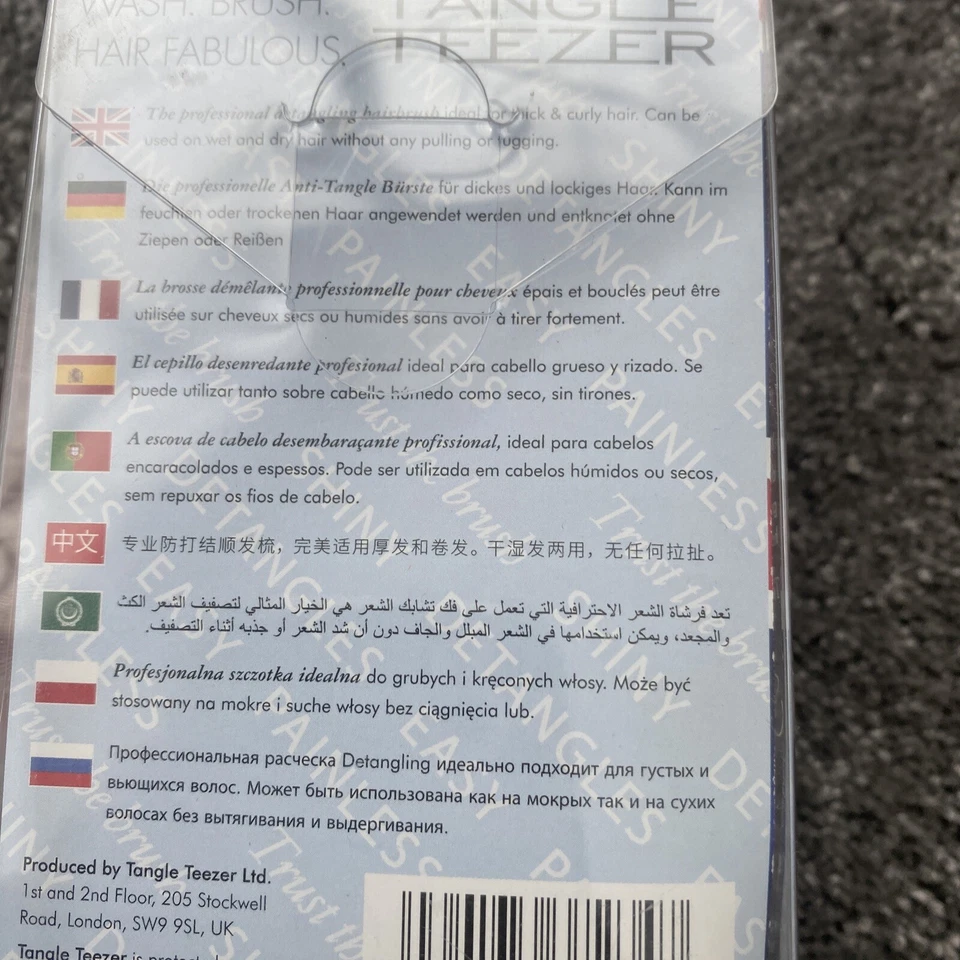 WASH. BRUSH.
HAIR FABULOUS.
TANGLE
TEEZER
The professional detangling hairbrush ideal for thick & curly hair. Can be
used on wet and dry hair without any pulling or tugging.
Die professionelle Anti-Tangle Bürste für dickes und lockiges Haar. Kann im
feuchten oder trockenen Haar angewendet werden und entknotet ohne
Ziepen oder Reißen
La brosse démêlante professionnelle pour cheveux épais et bouclés peut être
utilisée sur cheveux secs ou humides sans avoir à tirer fortement.
El cepillo desenredante profesional ideal para cabello grueso y rizado. Se
puede utilizar tanto sobre cabello húmedo como seco, sin tirones.
A escova de cabelo desembaraçante profissional, ideal para cabelos
encaracolados e espessos. Pode ser utilizada em cabelos húmidos ou secos,
sem repuxar os fios de cabelo.
中文 专业防打结顺发梳，完美适用厚发和卷发。干湿发两用，无任何拉扯。
تعد فرشاة الشعر الاحترافية التي تعمل على فك تشابك الشعر هي الخيار المثالي لتصفيف الشعر الكث
والمجعد، ويمكن استخدامها في الشعر المبلل والجاف دون أن شد الشعر أو جذبه أثناء التصفيف.
Profesjonalna szczotka idealna do grubych i kręconych włosy. Może być
stosowany na mokre i suche włosy bez ciągnięcia lub.
Профессиональная расческа Detangling идеально подходит для густых и
вьющихся волос. Может быть использована как на мокрых так и на сухих
волосах без вытягивания и выдергивания.
Produced by Tangle Teezer Ltd.
1st and 2nd Floor, 205 Stockwell
Road, London, SW9 9SL, UK
Tangle Teezer is protected